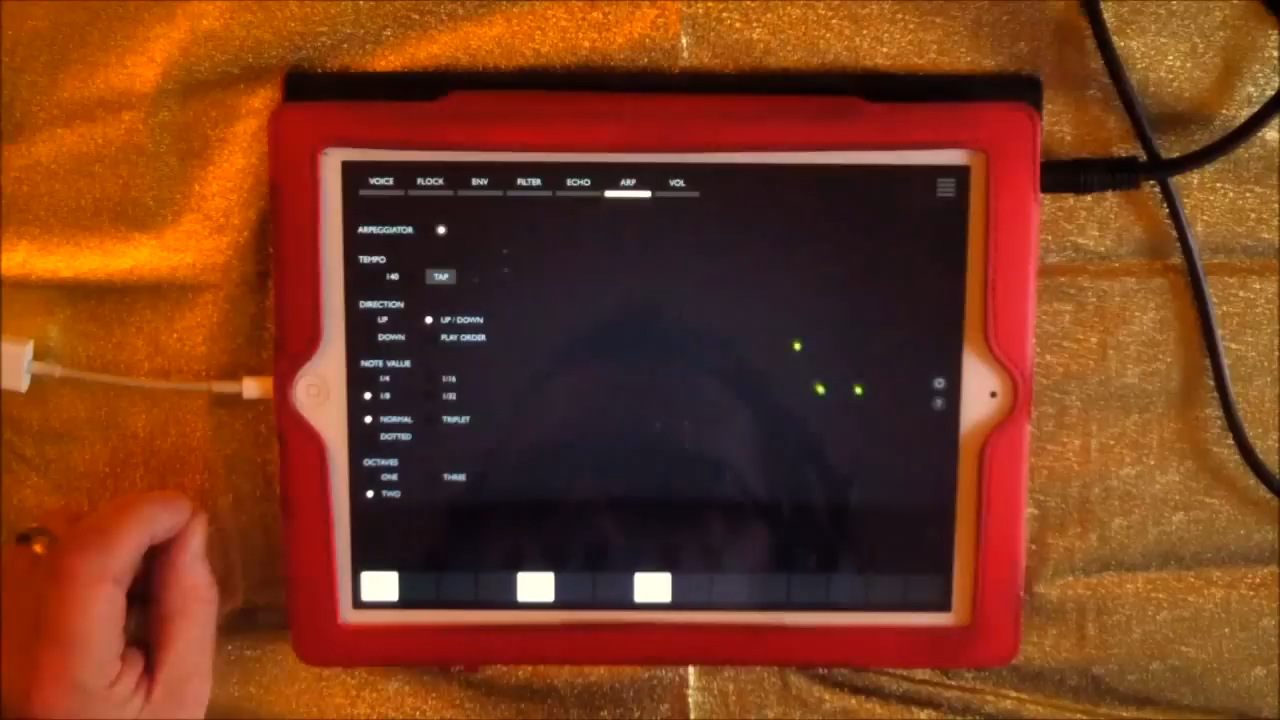 VOICE FLOCK ENV FILTER ECHO ARP VOL
ARPEGGIATOR
TEMPO
140 TAP
DIRECTION
UP UP / DOWN
DOWN PLAY ORDER
NOTE VALUE
1/4 1/16
1/8 1/32
NORMAL TRIPLET
DOTTED
OCTAVES
ONE THREE
TWO
?